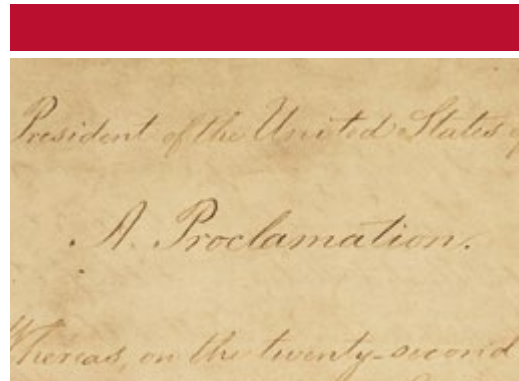 President of the United States
A Proclamation.
Whereas, on the twenty-second